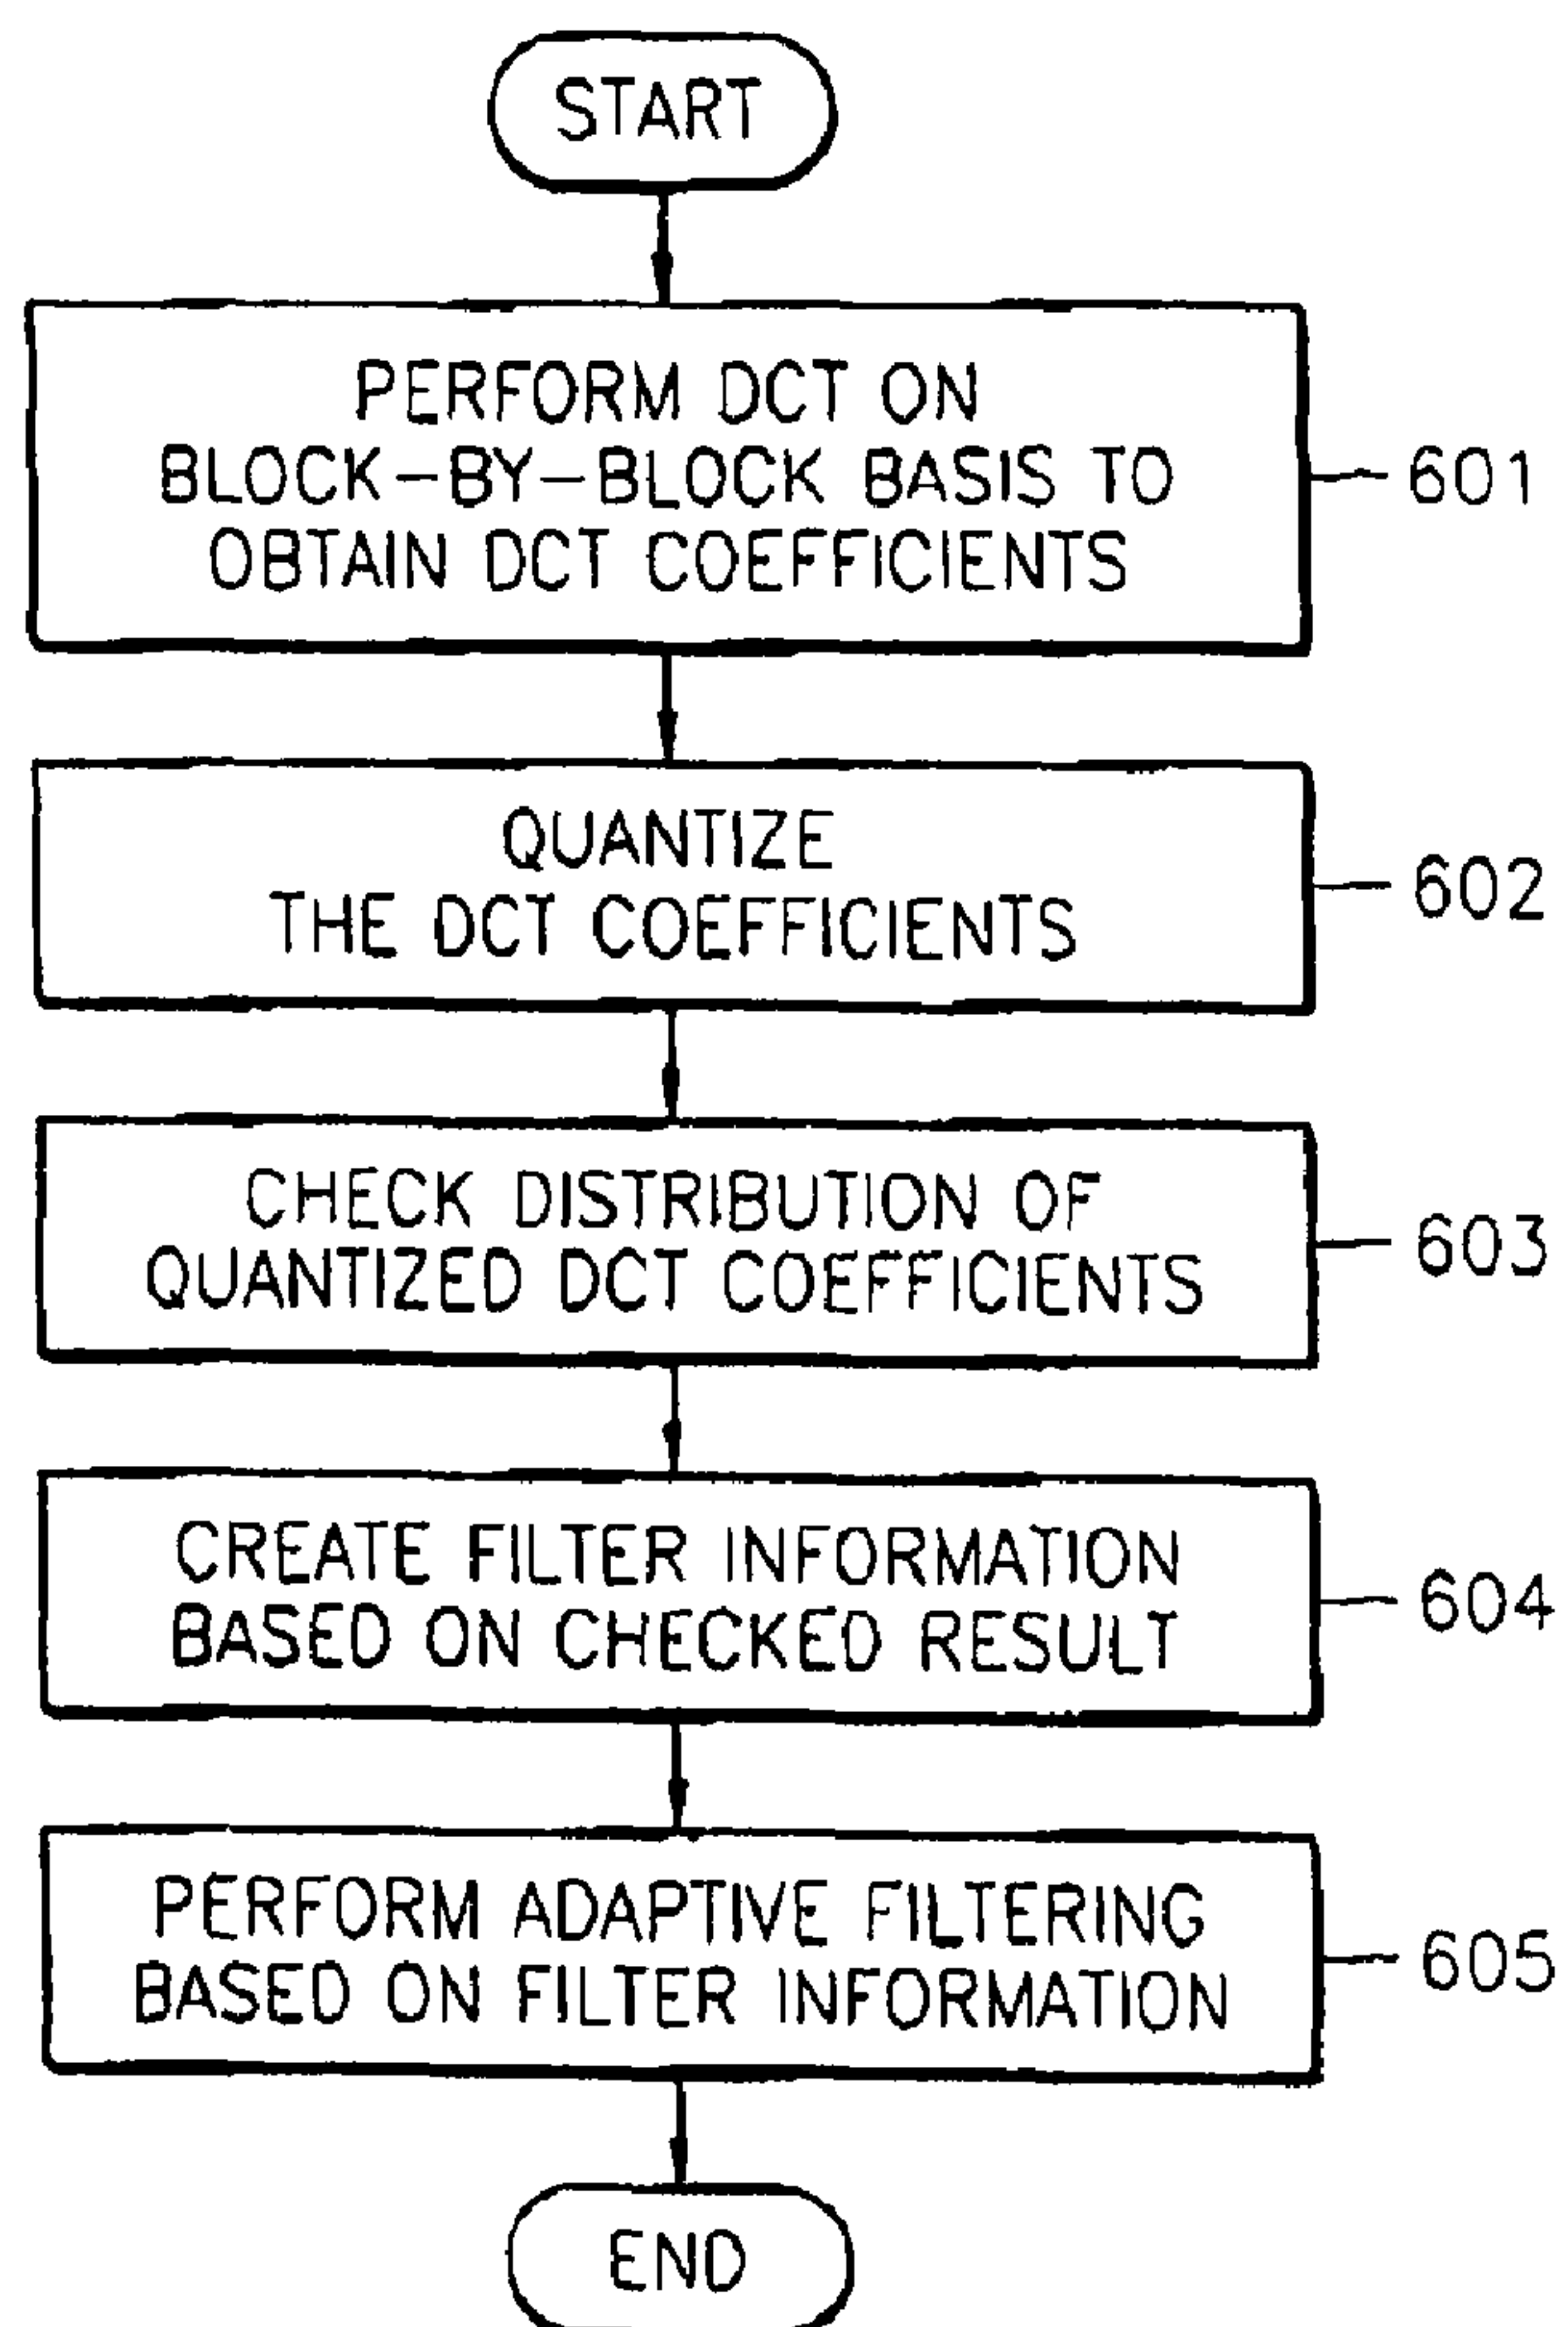 START
PERFORM DCT ON
BLOCK-BY-BLOCK BASIS TO
OBTAIN DCT COEFFICIENTS
601
QUANTIZE
THE DCT COEFFICIENTS
602
CHECK DISTRIBUTION OF
QUANTIZED DCT COEFFICIENTS
603
CREATE FILTER INFORMATION
BASED ON CHECKED RESULT
604
PERFORM ADAPTIVE FILTERING
BASED ON FILTER INFORMATION
605
END